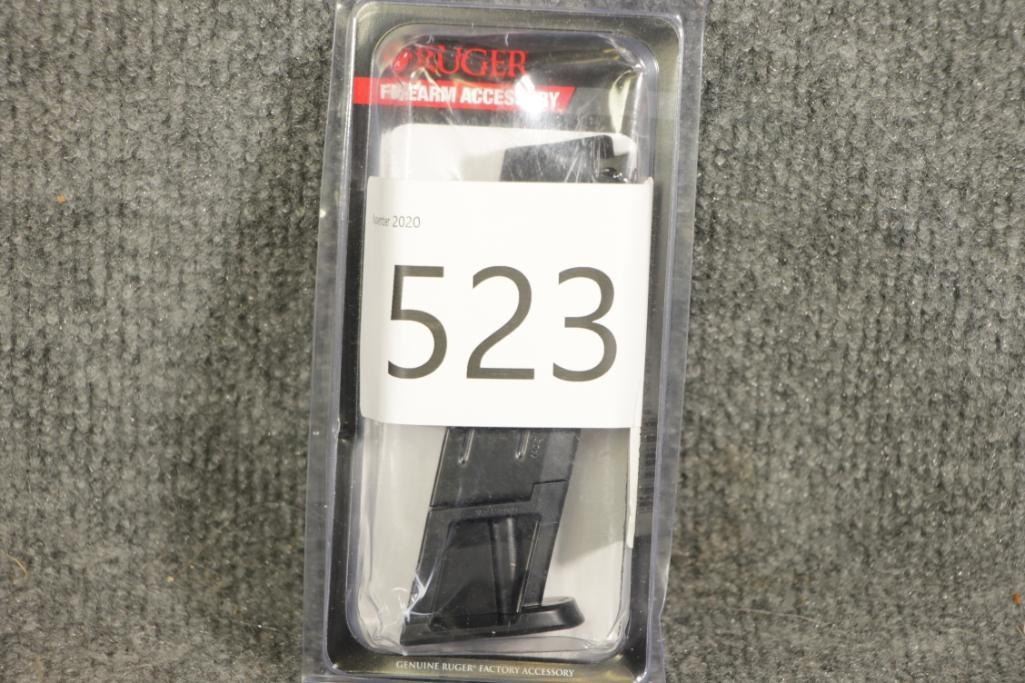 RUGER
FIREARM ACCESSORY
2020
523
GENUINE RUGER® FACTORY ACCESSORY